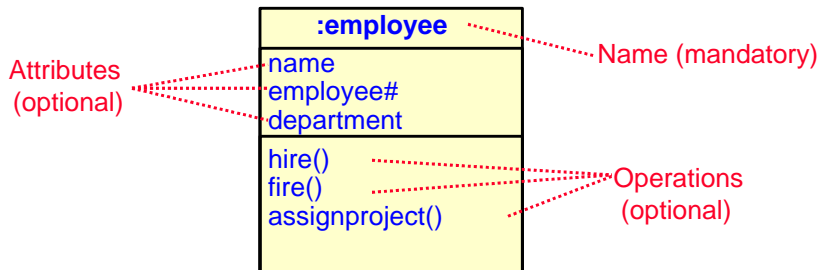 :employee
Name (mandatory)
Attributes
(optional)
name
employee#
department
hire()
fire()
assignproject()
Operations
(optional)